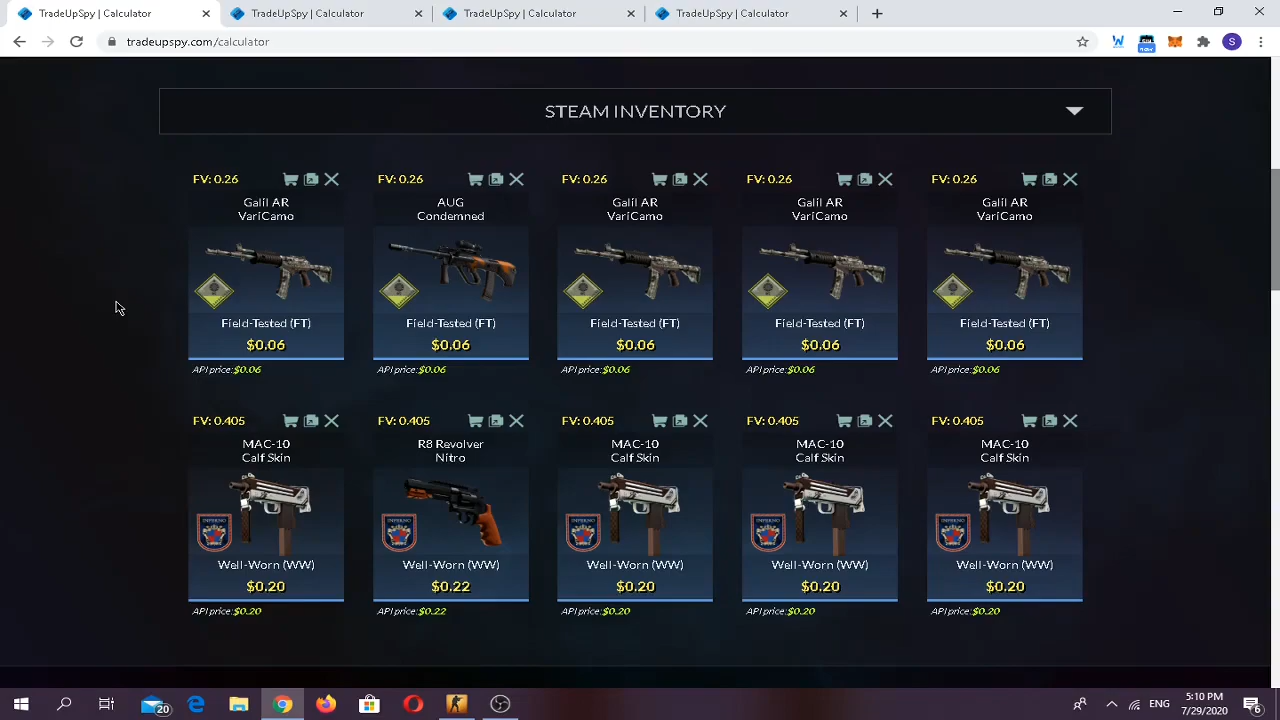 TradeUpSpy | Calculator
TradeUpSpy | Calculator
TradeUpSpy | Calculator
TradeUpSpy | Calculator
tradeupspy.com/calculator
S
STEAM INVENTORY
FV: 0.26 FV: 0.26 FV: 0.26 FV: 0.26 FV: 0.26
Galil AR AUG Galil AR Galil AR Galil AR
VariCamo Condemned VariCamo VariCamo VariCamo
Field-Tested (FT) Field-Tested (FT) Field-Tested (FT) Field-Tested (FT) Field-Tested (FT)
$0.06 $0.06 $0.06 $0.06 $0.06
API price:$0.06 API price:$0.06 API price:$0.06 API price:$0.06 API price:$0.06
FV: 0.405 FV: 0.405 FV: 0.405 FV: 0.405 FV: 0.405
MAC-10 R8 Revolver MAC-10 MAC-10 MAC-10
Calf Skin Nitro Calf Skin Calf Skin Calf Skin
INFERNO INFERNO INFERNO INFERNO INFERNO
Well-Worn (WW) Well-Worn (WW) Well-Worn (WW) Well-Worn (WW) Well-Worn (WW)
$0.20 $0.22 $0.20 $0.20 $0.20
API price:$0.20 API price:$0.22 API price:$0.20 API price:$0.20 API price:$0.20
20
ENG
5:10 PM
7/29/2020
6